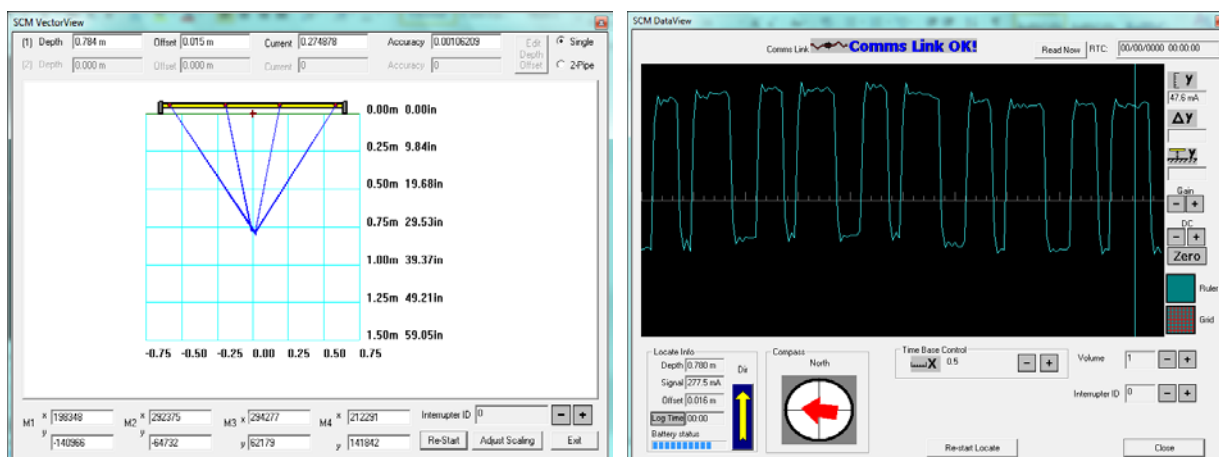 SCM VectorView
(1) Depth 0.784 m Offset 0.015 m Current 0.274878 Accuracy 0.00106209 Edit Depth Offset Single
(2) Depth 0.000 m Offset 0.000 m Current 0 Accuracy 0 2-Pipe
0.00m 0.00in
0.25m 9.84in
0.50m 19.68in
0.75m 29.53in
1.00m 39.37in
1.25m 49.21in
1.50m 59.05in
-0.75 -0.50 0.00 0.25 0.50 0.75
M1 x 198348 M2 x 292375 M3 x 294277 M4 x 212291 Interrupter ID 0 - +
y -140966 y -64732 y 62179 y 141842 Re-Start Adjust Scaling Exit
SCM DataView
Comms Link Comms Link OK! Read Now RTC: 00/00/0000 00:00:00
y
47.6 mA
Δy
y
Gain
- +
DC
- +
Zero
Ruler
Grid
Locate Info
Depth 0.780 m Dir
Signal 277.5 mA
Offset 0.016 m
Log Time 00:00
Battery status
Compass
North
Time Base Control
X 0.5 - +
Volume 1 - +
Interrupter ID 0 - +
Re-start Locate
Close